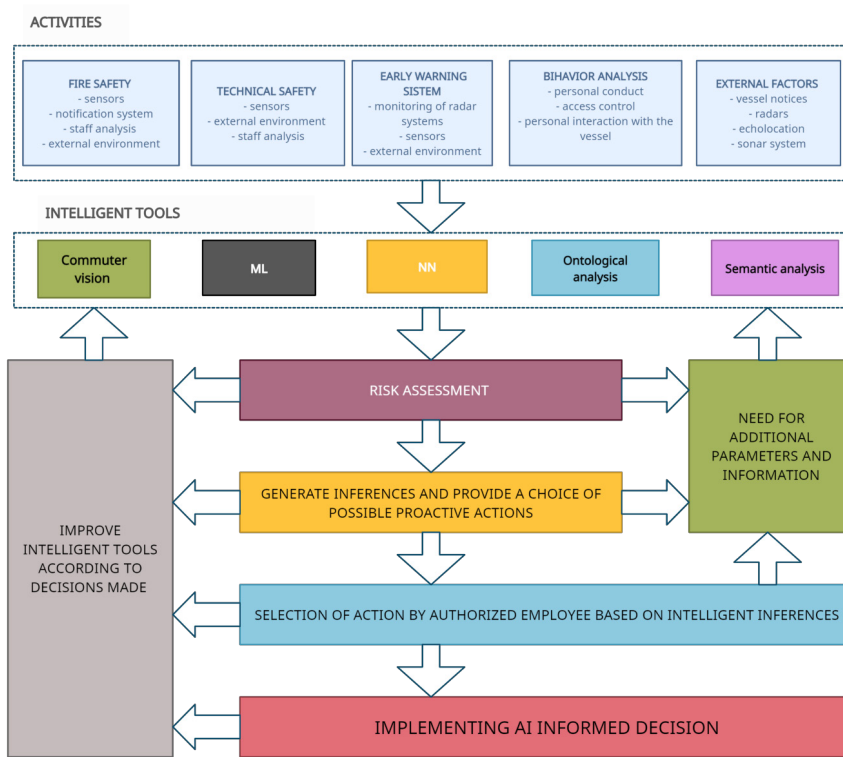 ACTIVITIES
FIRE SAFETY
- sensors
- notification system
- staff analysis
- external environment
TECHNICAL SAFETY
- sensors
- external environment
- staff analysis
EARLY WARNING
SISTEM
- monitoring of radar
systems
- sensors
- external environment
BIHAVIOR ANALYSIS
- personal conduct
- access control
- personal interaction with the
vessel
EXTERNAL FACTORS
- vessel notices
- radars
- echolocation
- sonar system
INTELLIGENT TOOLS
Commuter
vision
ML
NN
Ontological
analysis
Semantic analysis
RISK ASSESSMENT
NEED FOR
ADDITIONAL
PARAMETERS AND
INFORMATION
GENERATE INFERENCES AND PROVIDE A CHOICE OF
POSSIBLE PROACTIVE ACTIONS
IMPROVE
INTELLIGENT TOOLS
ACCORDING TO
DECISIONS MADE
SELECTION OF ACTION BY AUTHORIZED EMPLOYEE BASED ON INTELLIGENT INFERENCES
IMPLEMENTING AI INFORMED DECISION